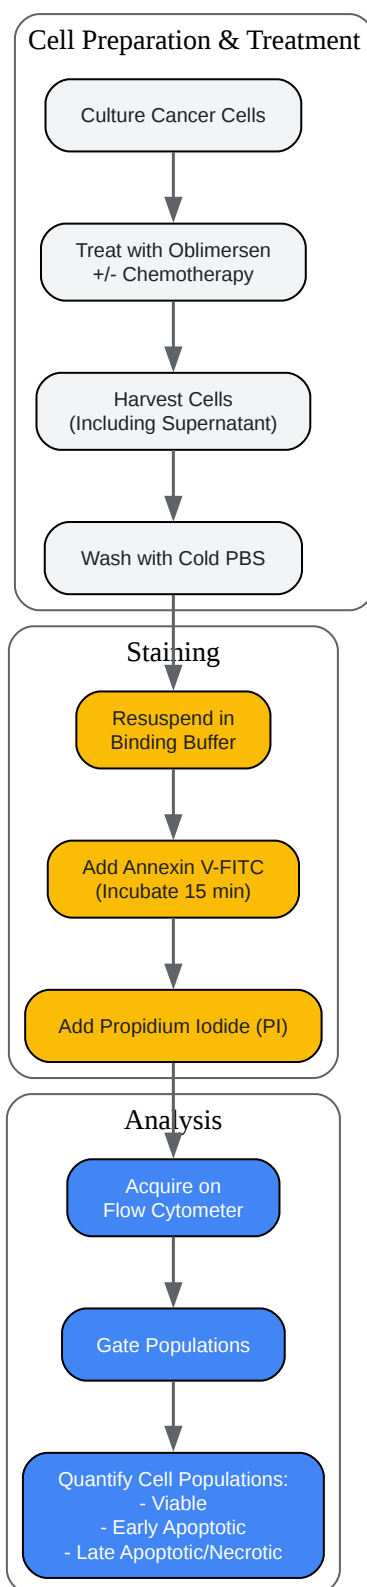 Cell Preparation & Treatment
Culture Cancer Cells
Treat with Oblimersen
+/- Chemotherapy
Harvest Cells
(Including Supernatant)
Wash with Cold PBS
Staining
Resuspend in
Binding Buffer
Add Annexin V-FITC
(Incubate 15 min)
Add Propidium Iodide (PI)
Analysis
Acquire on
Flow Cytometer
Gate Populations
Quantify Cell Populations:
- Viable
- Early Apoptotic
- Late Apoptotic/Necrotic